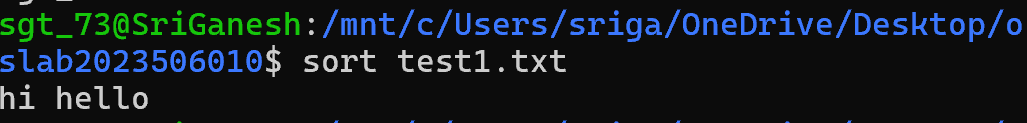 sgt_73@SriGanesh:/mnt/c/Users/sriga/OneDrive/Desktop/o
slab2023506010$ sort test1.txt
hi hello